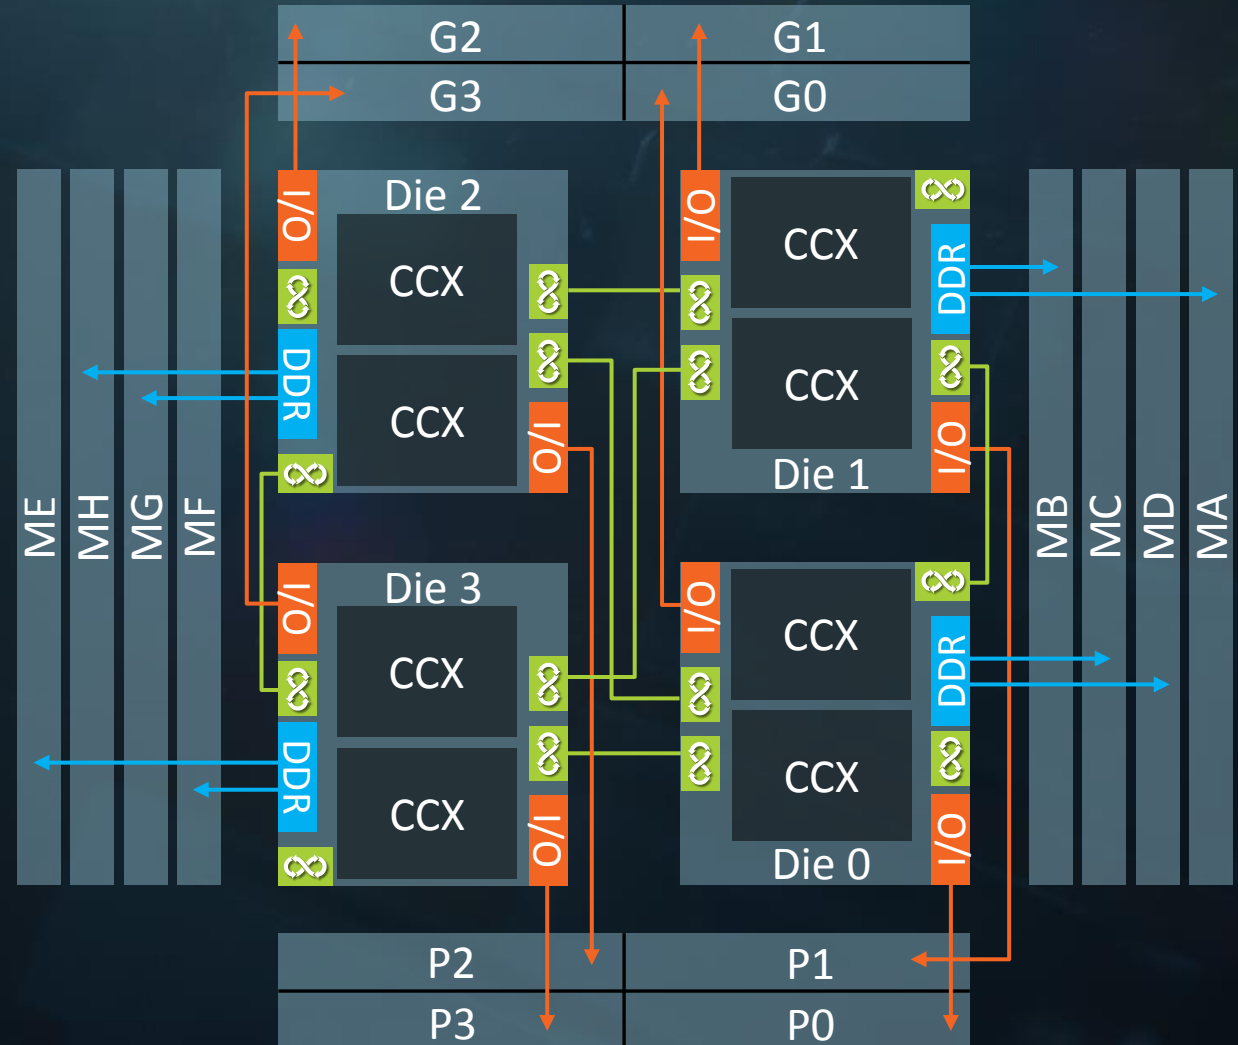 G2
G1
G3
G0
Die 2
I/O
CCX
DDR
CCX
I/O
I/O
CCX
DDR
CCX
I/O
Die 1
ME
MH
MG
MF
MB
MC
MD
MA
Die 3
I/O
CCX
DDR
CCX
I/O
I/O
CCX
DDR
CCX
I/O
Die 0
P2
P1
P3
P0